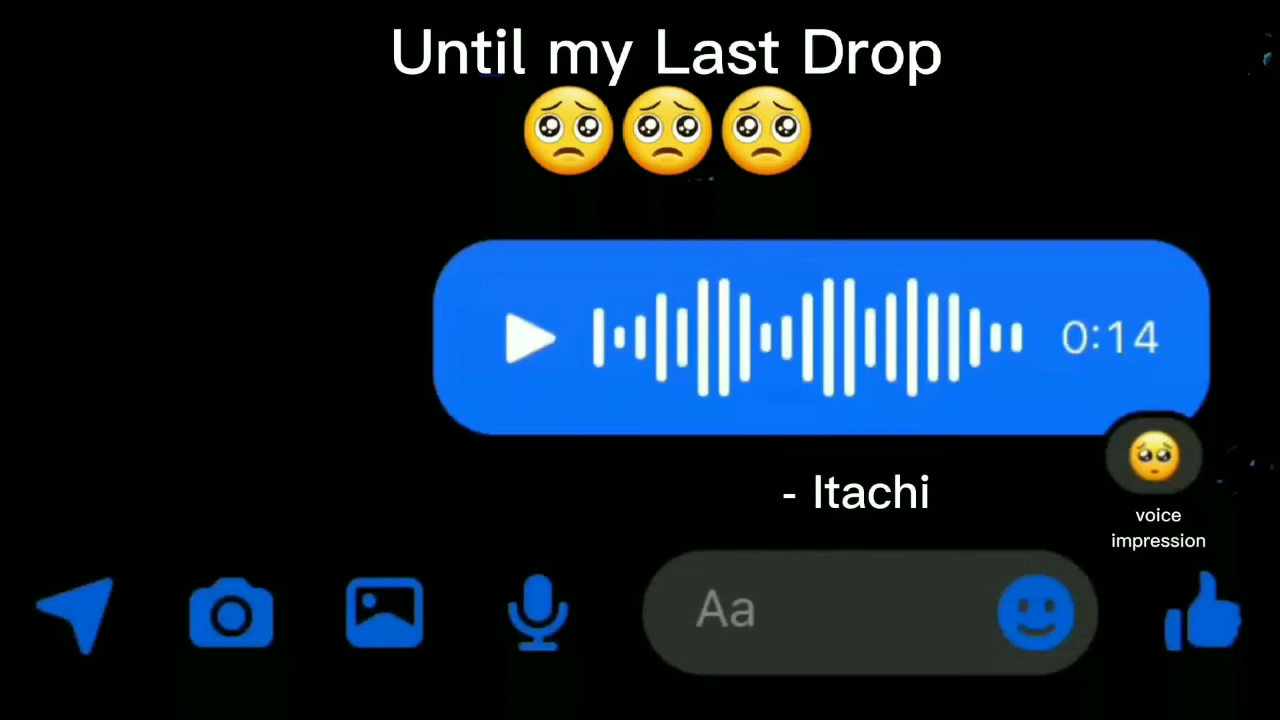 Until my Last Drop
🥺🥺🥺
0:14
- Itachi
voice
impression
Aa